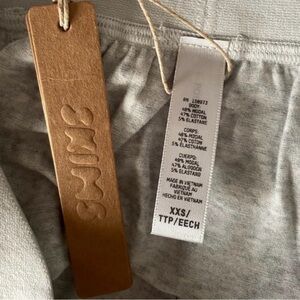 SKIMS
RN 158072
BODY:
48% MODAL
47% COTTON
5% ELASTANE
CORPS:
48% MODAL
47% COTON
5% ÉLASTHANNE
CUERPO:
48% MODAL
47% ALGODÓN
5% ELASTANO
MADE IN VIETNAM
FABRIQUÉ AU
VIETNAM
HECHO EN VIETNAM
XXS/
TTP/EECH